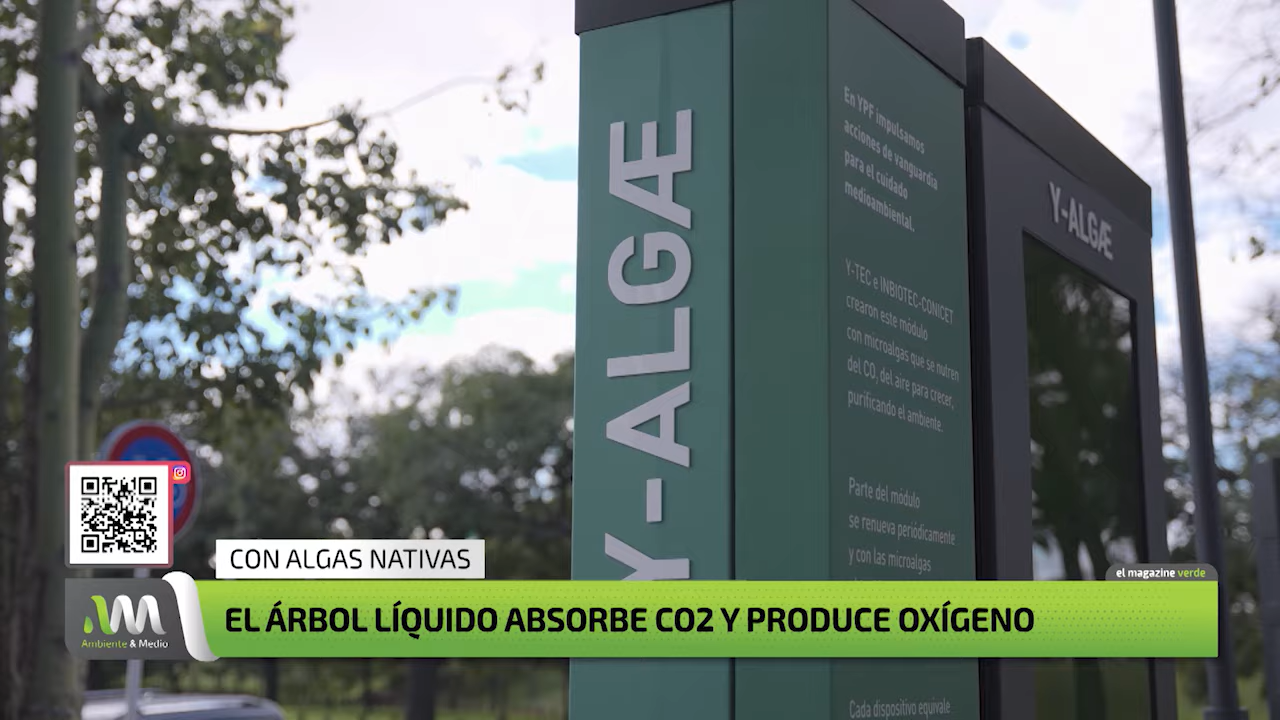 Y-ALGÆ
En YPF impulsamos
acciones de vanguardia
para el cuidado
medioambiental.
Y-TEC e INBIOTEC-CONICET
crearon este módulo
con microalgas que se nutren
del CO₂ del aire para crecer,
purificando el ambiente.
Parte del módulo
se renueva periódicamente
y con las microalgas
Cada dispositivo equivale
Y-ALGÆ
CON ALGAS NATIVAS
el magazine verde
EL ÁRBOL LÍQUIDO ABSORBE CO2 Y PRODUCE OXÍGENO
AM
Ambiente & Medio